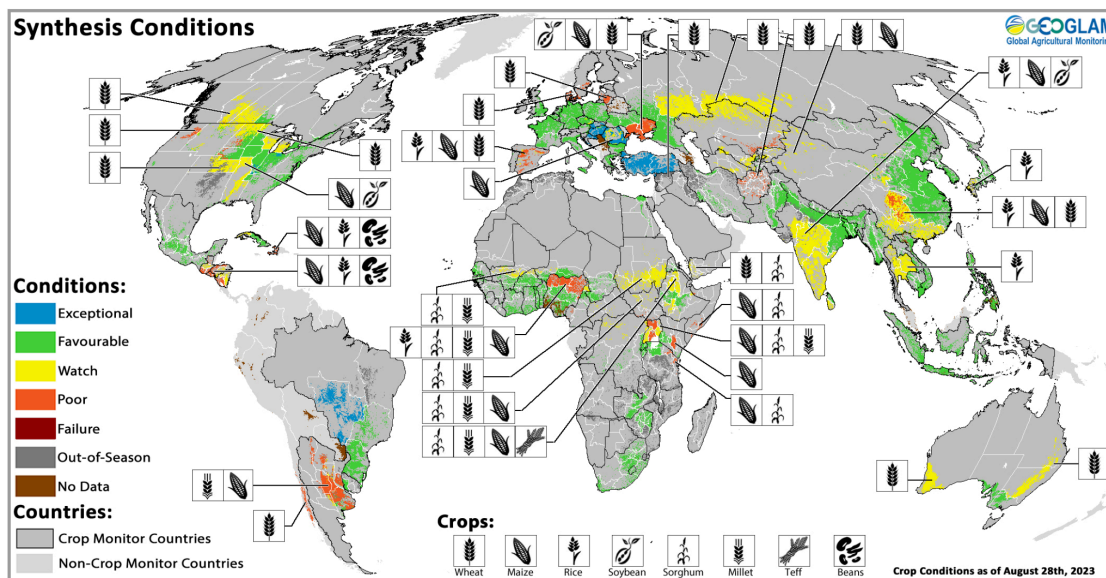 Synthesis Conditions
GEOGLAM
Global Agricultural Monitorin
Conditions:
Exceptional
Favourable
Watch
Poor
Failure
Out-of-Season
No Data
Countries:
Crop Monitor Countries
Non-Crop Monitor Countries
Crops:
Wheat Maize Rice Soybean Sorghum Millet Teff Beans
Crop Conditions as of August 28th, 2023